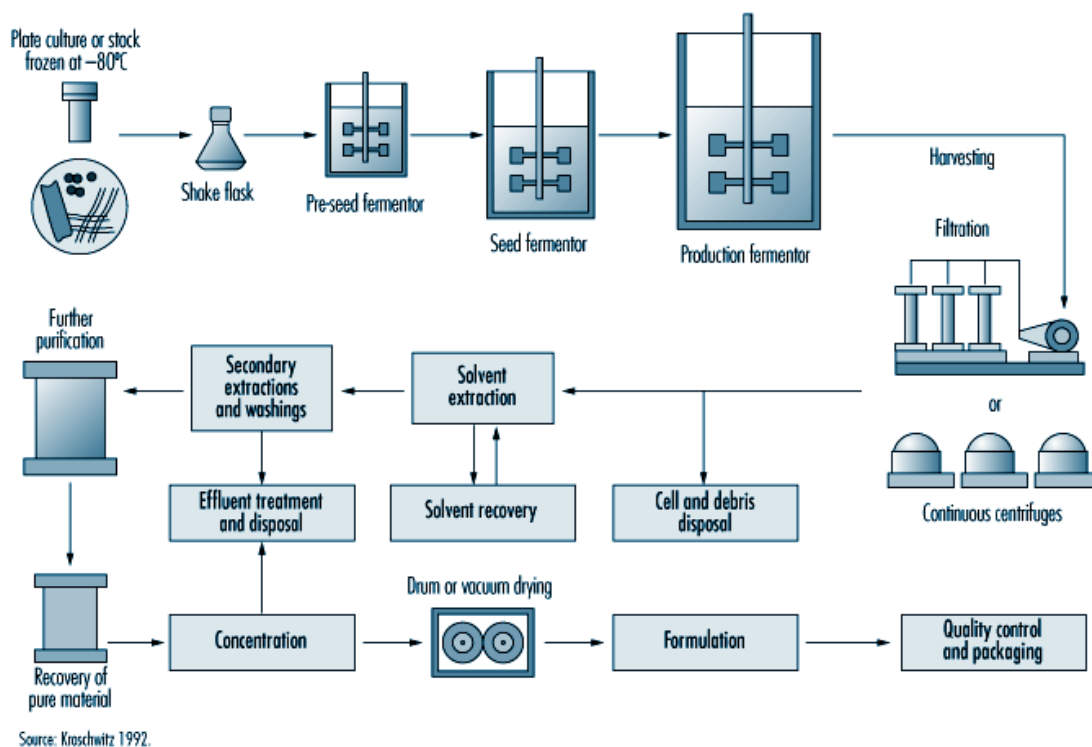 Plate culture or stock
frozen at –80°C
Shake flask
Pre-seed fermentor
Seed fermentor
Production fermentor
Harvesting
Filtration
or
Continuous centrifuges
Further
purification
Secondary
extractions
and washings
Solvent
extraction
Effluent treatment
and disposal
Solvent recovery
Cell and debris
disposal
Drum or vacuum drying
Recovery of
pure material
Concentration
Formulation
Quality control
and packaging
Source: Kroschwitz 1992.